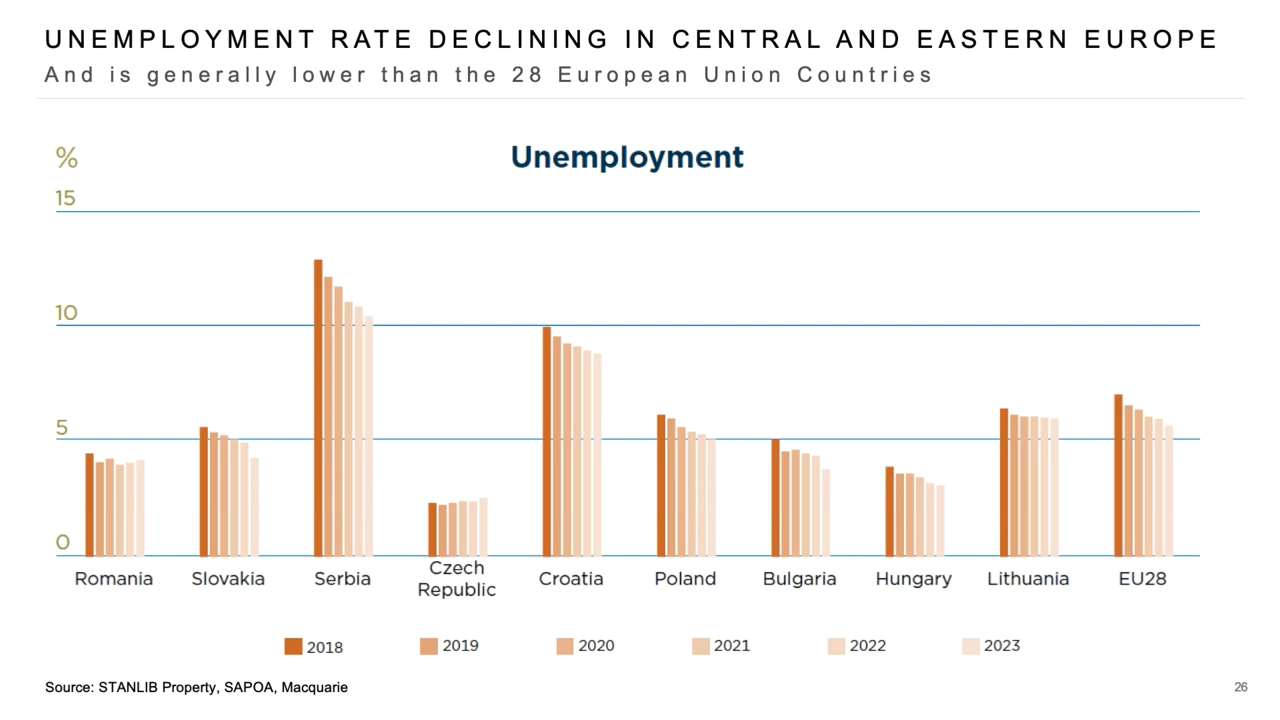 UNEMPLOYMENT RATE DECLINING IN CENTRAL AND EASTERN EUROPE
And is generally lower than the 28 European Union Countries
%
Unemployment
15
10
5
0
Romania
Slovakia
Serbia
Czech
Republic
Croatia
Poland
Bulgaria
Hungary
Lithuania
EU28
2018
2019
2020
2021
2022
2023
Source: STANLIB Property, SAPOA, Macquarie
26